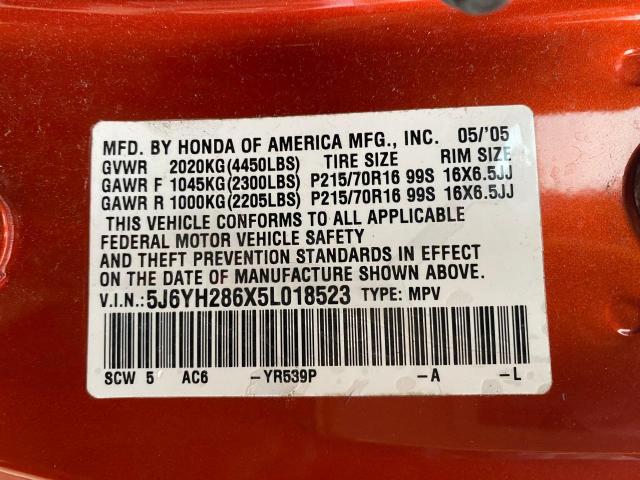 MFD. BY HONDA OF AMERICA MFG., INC. 05/'05
GVWR 2020KG(4450LBS) TIRE SIZE RIM SIZE
GAWR F 1045KG(2300LBS) P215/70R16 99S 16X6.5JJ
GAWR R 1000KG(2205LBS) P215/70R16 99S 16X6.5JJ
THIS VEHICLE CONFORMS TO ALL APPLICABLE
FEDERAL MOTOR VEHICLE SAFETY
AND THEFT PREVENTION STANDARDS IN EFFECT
ON THE DATE OF MANUFACTURE SHOWN ABOVE.
V.I.N.: 5J6YH286X5L018523 TYPE: MPV
SCW 5 AC6 -YR539P -A -L